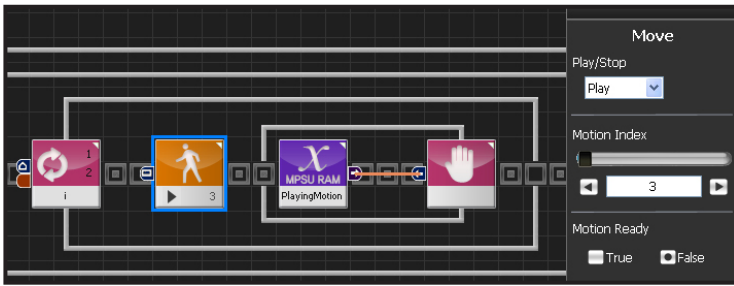 1
2
i
3
X
MPSU RAM
PlayingMotion
Move
Play/Stop
Play
Motion Index
3
Motion Ready
True False